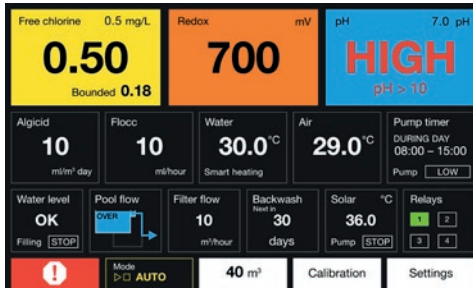 Free chlorine 0.5 mg/L
0.50
Bounded 0.18
Redox mV
700
pH 7.0 pH
HIGH
pH > 10
Algicid
10
ml/m³ day
Flocc
10
ml/hour
Water
30.0°C
Smart heating
Air
29.0°C
Pump timer
DURING DAY
08:00 – 15:00
Pump LOW
Water level
OK
Filling STOP
Pool flow
OVER
Filter flow
10
m³/hour
Backwash
Next in
30
days
Solar °C
36.0
Pump STOP
Relays
1 2
3 4
!
Mode
AUTO
40 m³
Calibration
Settings